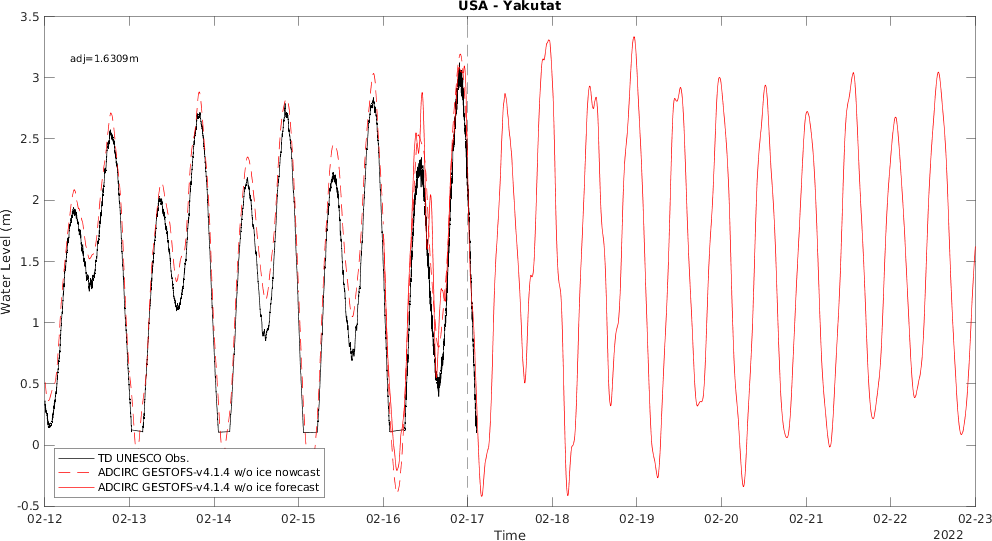 USA - Yakutat
adj=1.6309m
Water Level (m)
3.5
3
2.5
2
1.5
1
0.5
0
-0.5
TD UNESCO Obs.
ADCIRC GESTOFS-v4.1.4 w/o ice nowcast
ADCIRC GESTOFS-v4.1.4 w/o ice forecast
02-12 02-13 02-14 02-15 02-16 02-17 02-18 02-19 02-20 02-21 02-22 02-23
Time
2022